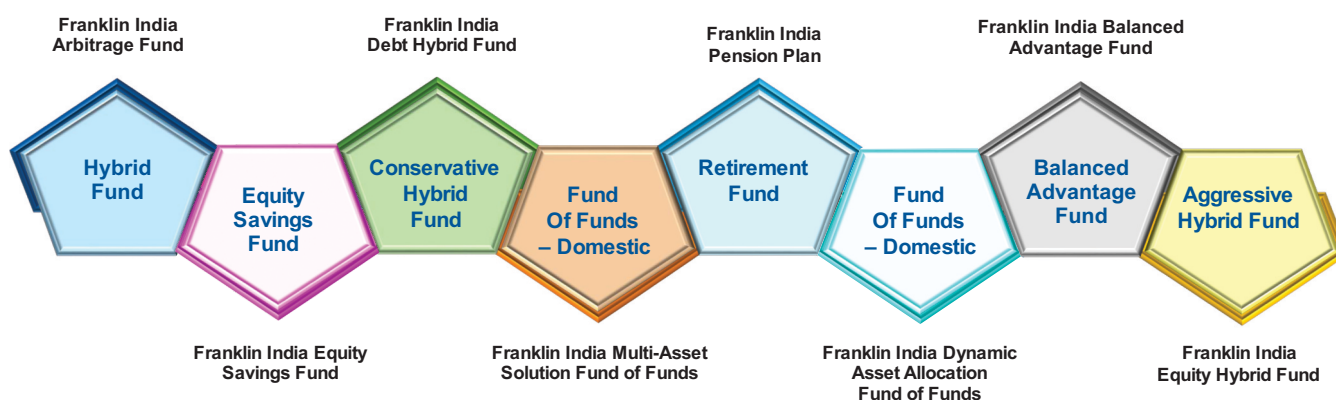 Franklin India
Arbitrage Fund
Franklin India
Debt Hybrid Fund
Franklin India
Pension Plan
Franklin India Balanced
Advantage Fund
Hybrid
Fund
Equity
Savings
Fund
Conservative
Hybrid
Fund
Fund
Of Funds
– Domestic
Retirement
Fund
Fund
Of Funds
– Domestic
Balanced
Advantage
Fund
Aggressive
Hybrid Fund
Franklin India Equity
Savings Fund
Franklin India Multi-Asset
Solution Fund of Funds
Franklin India Dynamic
Asset Allocation
Fund of Funds
Franklin India
Equity Hybrid Fund